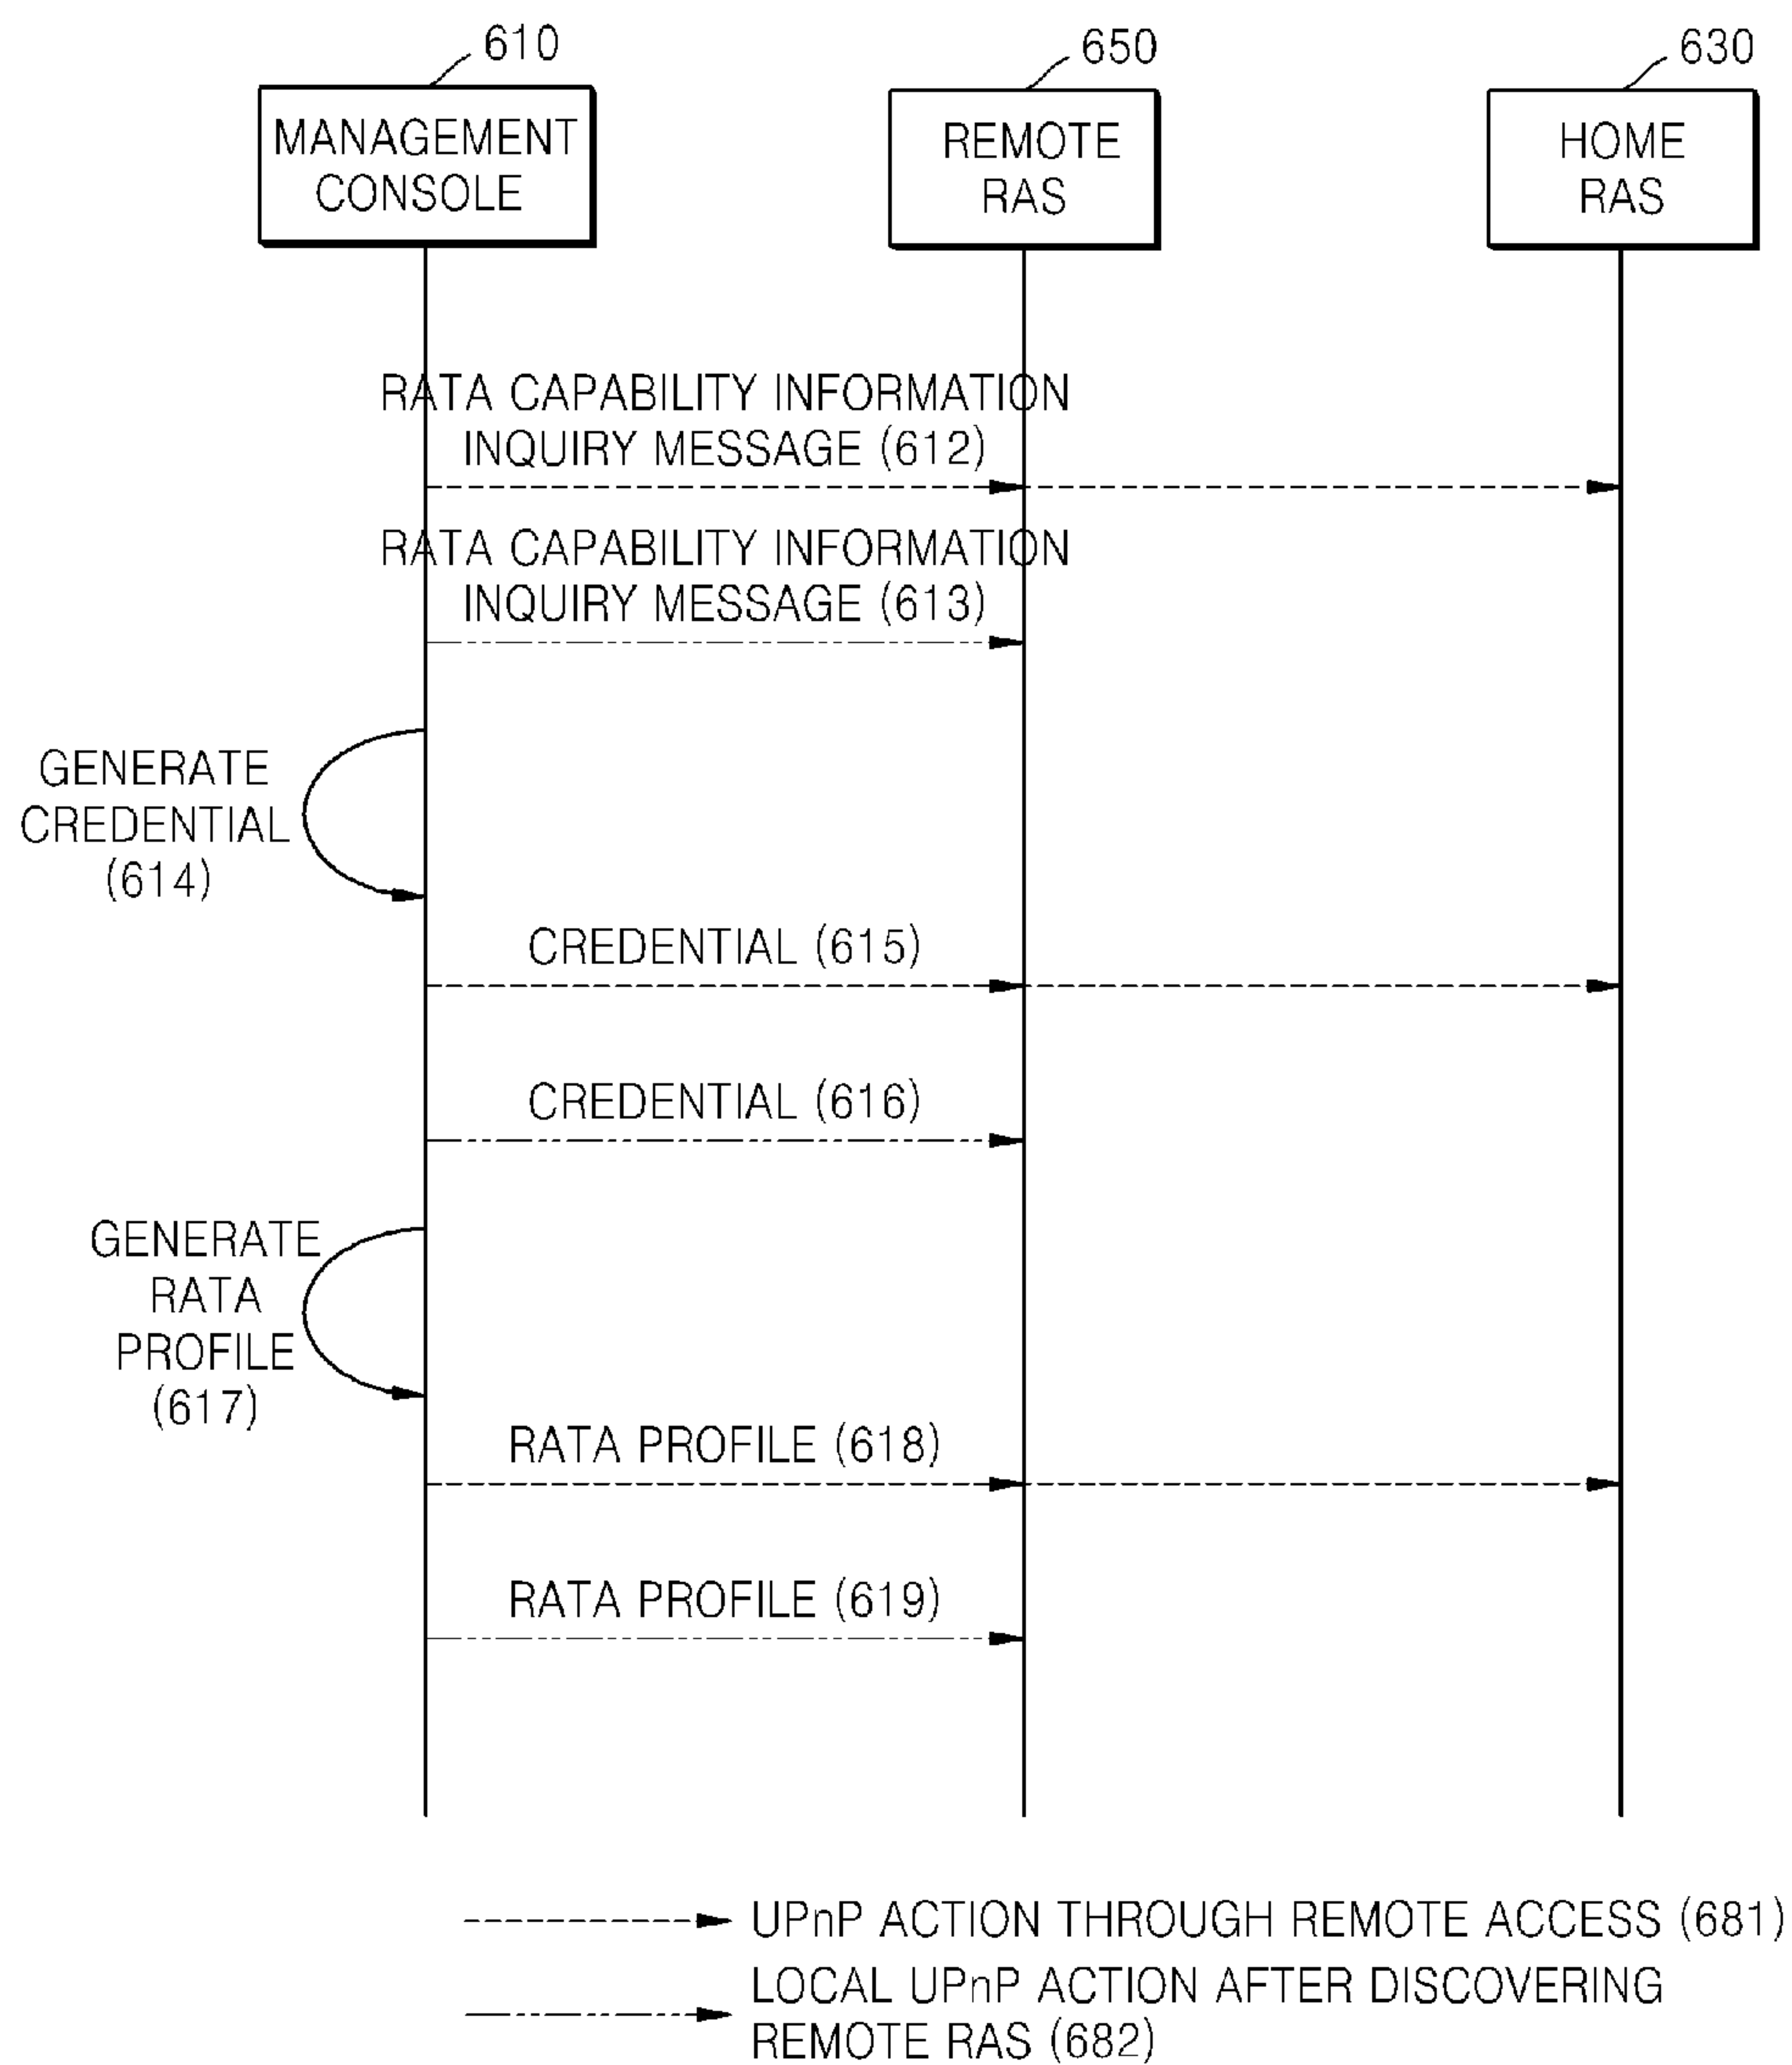 610
650
630
MANAGEMENT
CONSOLE
REMOTE
RAS
HOME
RAS
RATA CAPABILITY INFORMATION
INQUIRY MESSAGE (612)
RATA CAPABILITY INFORMATION
INQUIRY MESSAGE (613)
GENERATE
CREDENTIAL
(614)
CREDENTIAL (615)
CREDENTIAL (616)
GENERATE
RATA
PROFILE
(617)
RATA PROFILE (618)
RATA PROFILE (619)
UPnP ACTION THROUGH REMOTE ACCESS (681)
LOCAL UPnP ACTION AFTER DISCOVERING
REMOTE RAS (682)